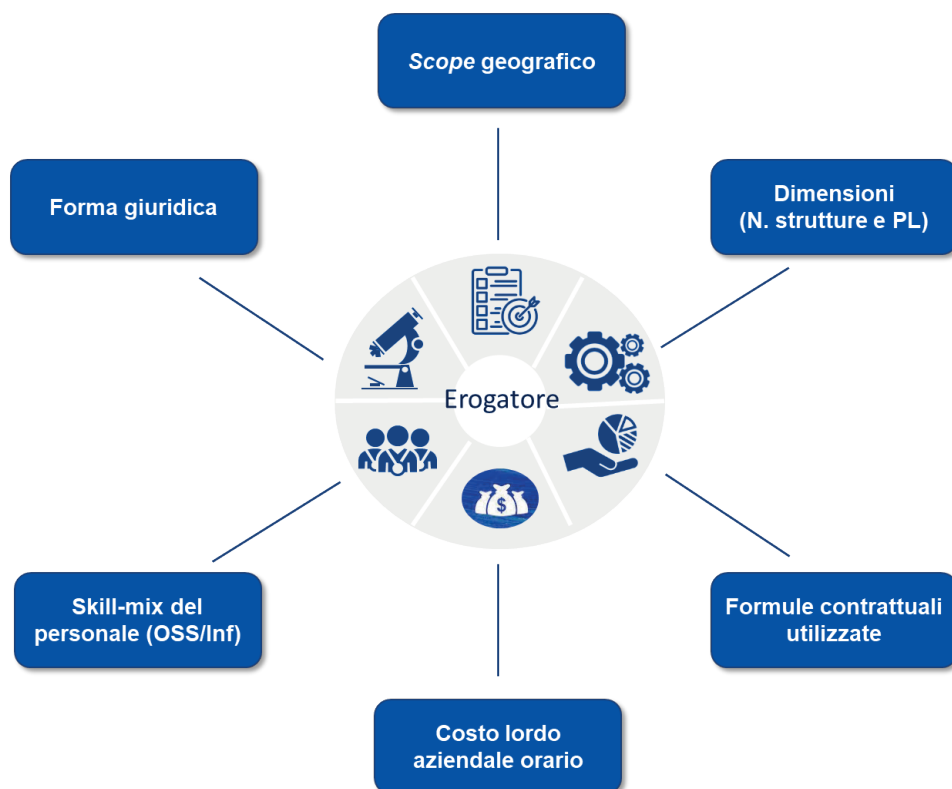 Scope geografico
Forma giuridica
Dimensioni
(N. strutture e PL)
Erogatore
$
Skill-mix del
personale (OSS/Inf)
Formule contrattuali
utilizzate
Costo lordo
aziendale orario